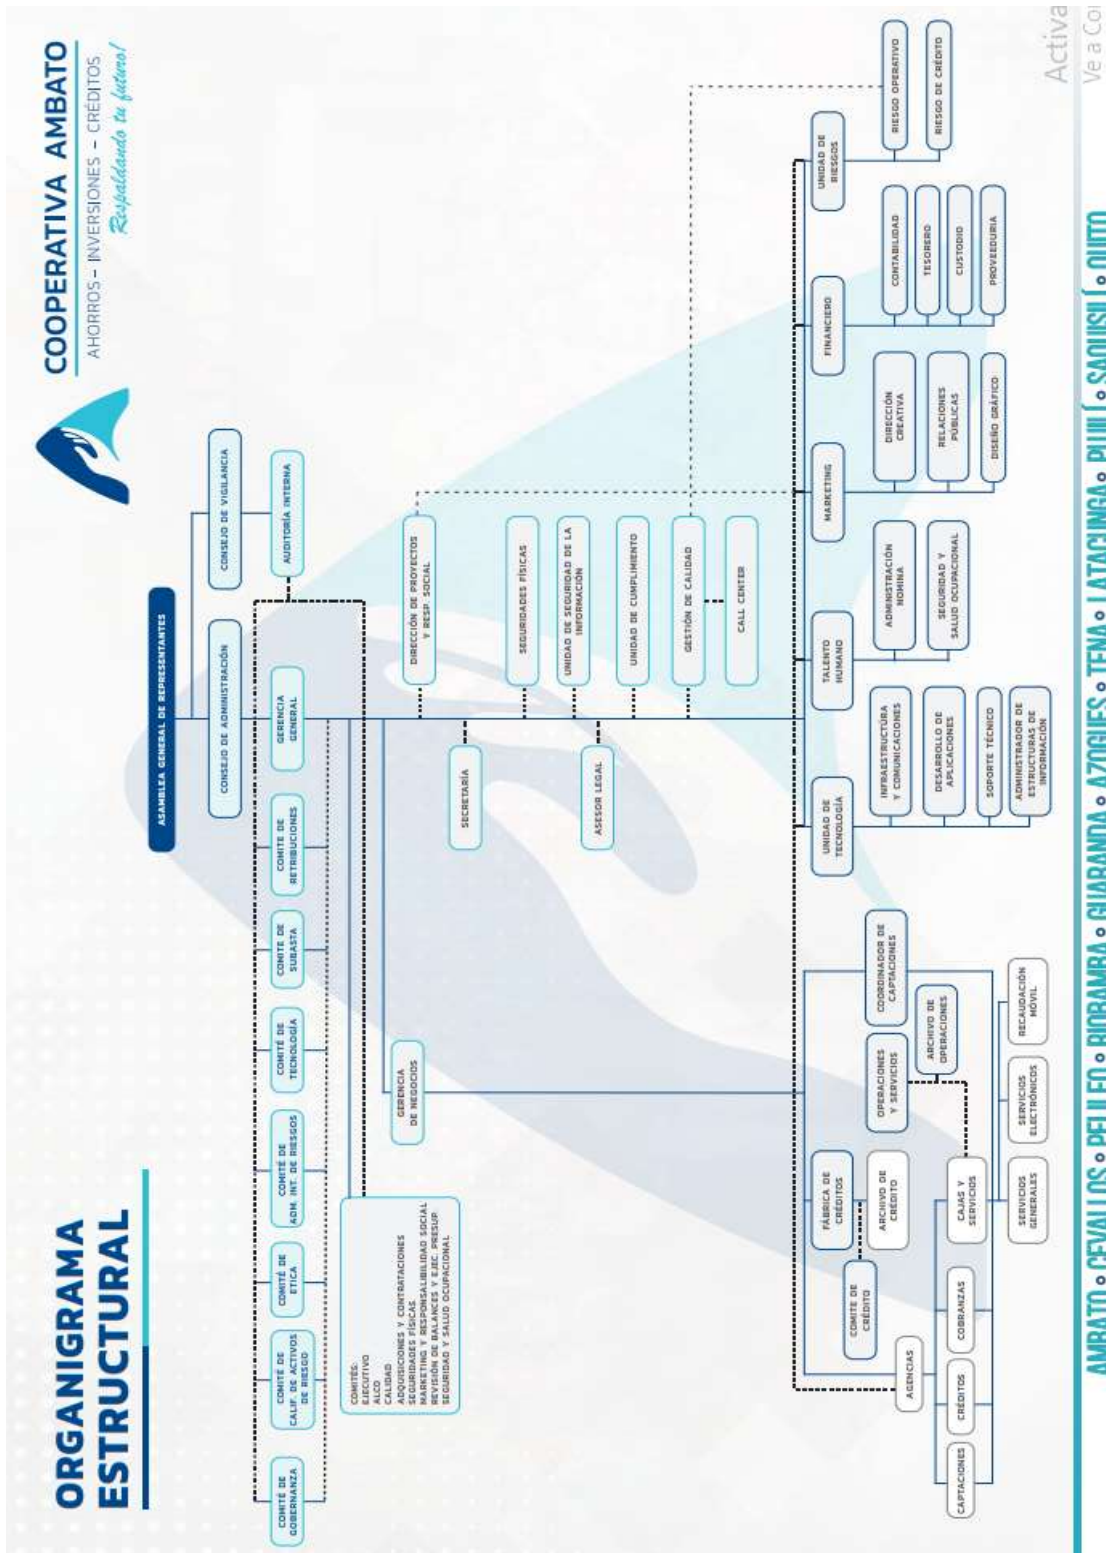 ORGANIGRAMA
ESTRUCTURAL
COOPERATIVA AMBATO
AHORROS – INVERSIONES – CRÉDITOS
Respaldando tu futuro!
ASAMBLEA GENERAL DE REPRESENTANTES
CONSEJO DE ADMINISTRACIÓN
CONSEJO DE VIGILANCIA
COMITÉ DE
GOBERNANZA
COMITE DE
CALIF. DE ACTIVOS
DE RIESGO
COMITÉ DE
ETICA
COMITÉ DE
ADM. INT. DE RIESGOS
COMITÉ DE
TECNOLOGÍA
COMITE DE
SUBASTA
COMITE DE
RETRIBUCIONES
GERENCIA
GENERAL
AUDITORÍA INTERNA
COMITÉS:
EJECUTIVO
ALCO
CALIDAD
ADQUISICIONES Y CONTRATACIONES
SEGURIDADES FÍSICAS.
MARKETING Y RESPONSALIBILIDAD SOCIAL
REVISIÓN DE BALANCES Y EJEC. PRESUP.
SEGURIDAD Y SALUD OCUPACIONAL
GERENCIA
DE NEGOCIOS
DIRECCIÓN DE PROYECTOS
Y RESP. SOCIAL
SECRETARÍA
SEGURIDADES FÍSICAS
UNIDAD DE SEGURIDAD DE LA
INFORMACIÓN
ASESOR LEGAL
UNIDAD DE CUMPLIMIENTO
GESTIÓN DE CALIDAD
CALL CENTER
FÁBRICA DE
CRÉDITOS
UNIDAD DE
TECNOLOGÍA
TALENTO
HUMANO
MARKETING
FINANCIERO
UNIDAD DE
RIESGOS
COMITE DE
CRÉDITO
ARCHIVO DE
CRÉDITO
OPERACIONES
Y SERVICIOS
COORDINADOR DE
CAPTACIONES
ARCHIVO DE
OPERACIONES
AGENCIAS
CAPTACIONES
CRÉDITOS
COBRANZAS
CAJAS Y
SERVICIOS
SERVICIOS
GENERALES
SERVICIOS
ELECTRÓNICOS
RECAUDACIÓN
MÓVIL
INFRAESTRUCTÚRA
Y COMUNICACIONES
DESARROLLO DE
APLICACIONES
SOPORTE TÉCNICO
ADMINISTRADOR DE
ESTRUCTURAS DE
INFORMACIÓN
ADMINISTRACIÓN
NOMINA
SEGURIDAD Y
SALUD OCUPACIONAL
DIRECCIÓN
CREATIVA
RELACIONES
PÚBLICAS
DISEÑO GRÁFICO
CONTABILIDAD
TESORERO
CUSTODIO
PROVEEDURIA
RIESGO OPERATIVO
RIESGO DE CRÉDITO
Activa
Ve a Co
AMBATO ∘ CEVALLOS ∘ PELILEO ∘ RIOBAMBA ∘ GUARANDA ∘ AZOGUES ∘ TENA ∘ LATACUNGA ∘ PUJILÍ ∘ SAQUISILÍ ∘ QUITO